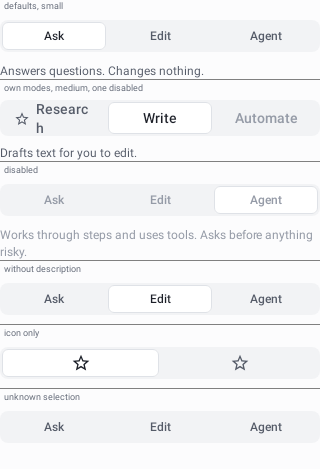 defaults, small
Ask Edit Agent
Answers questions. Changes nothing.
own modes, medium, one disabled
Researc
h Write Automate
Drafts text for you to edit.
disabled
Ask Edit Agent
Works through steps and uses tools. Asks before anything
risky.
without description
Ask Edit Agent
icon only
unknown selection
Ask Edit Agent